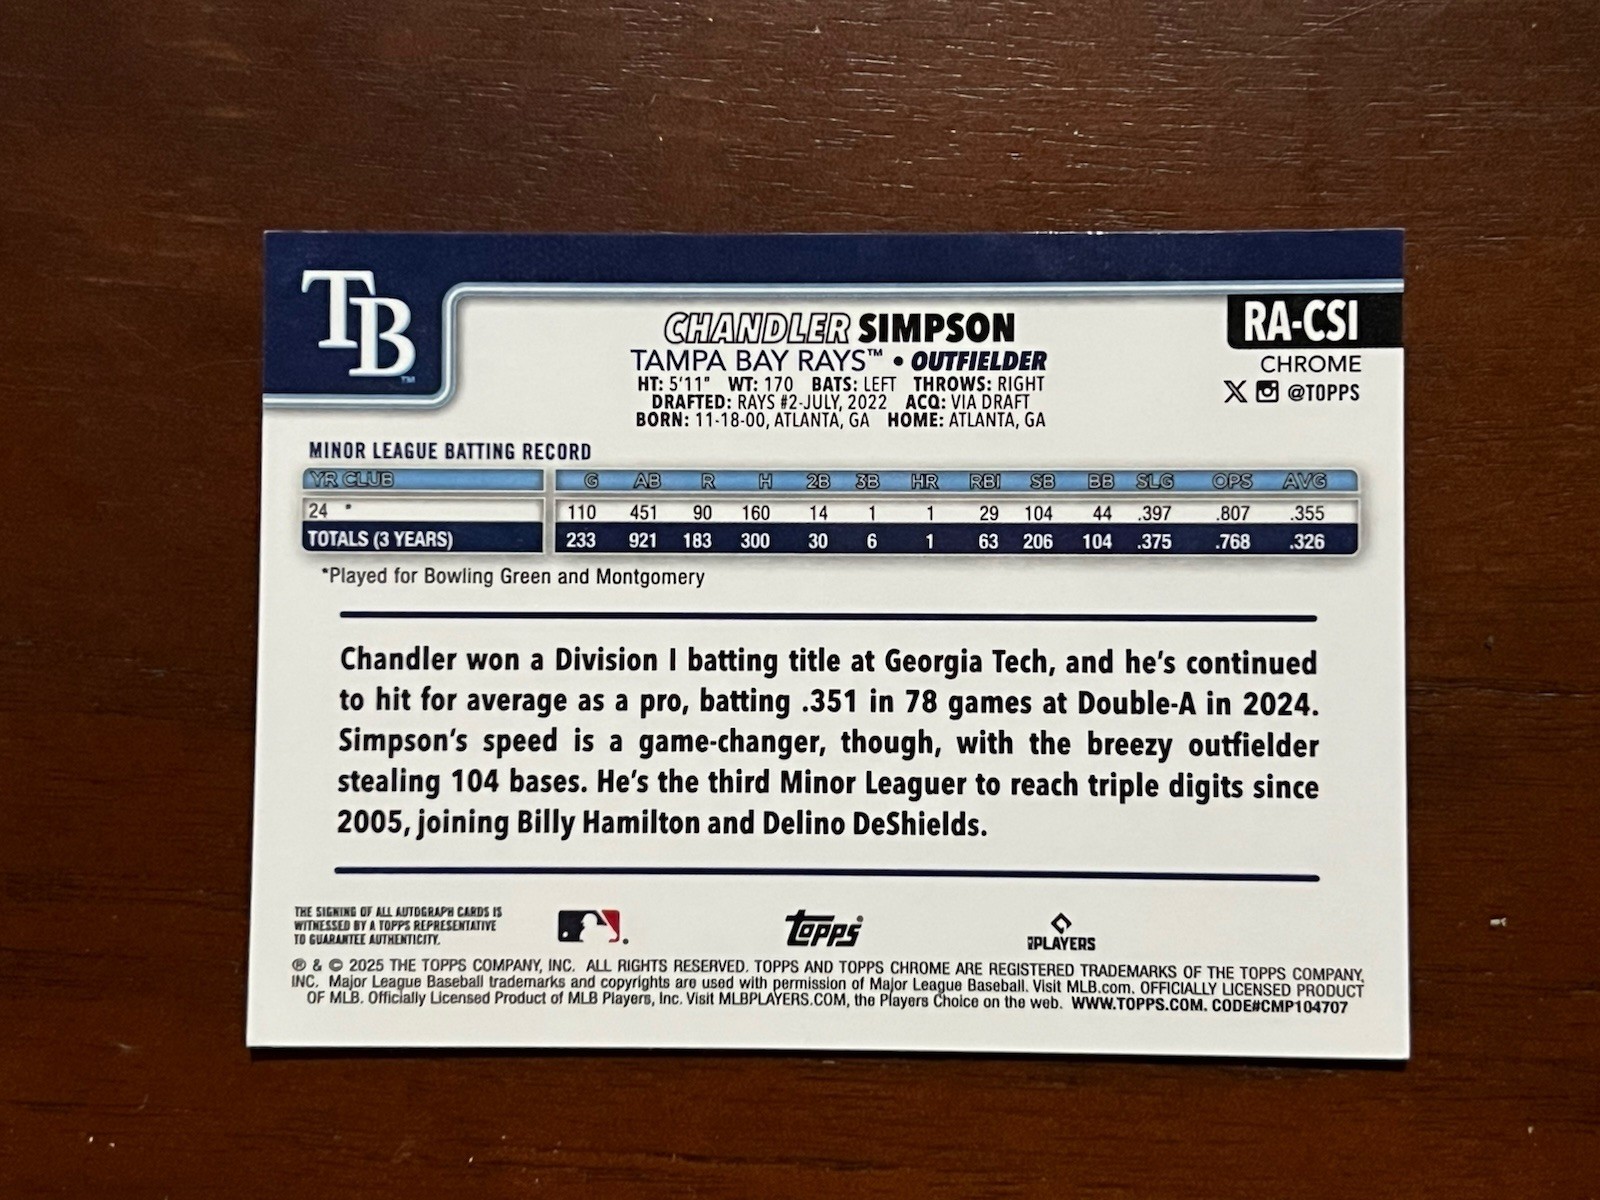 TB™
CHANDLER SIMPSON
RA-CSI
TAMPA BAY RAYS™ • OUTFIELDER
CHROME
HT: 5'11" WT: 170 BATS: LEFT THROWS: RIGHT
X @TOPPS
DRAFTED: RAYS #2-JULY, 2022 ACQ: VIA DRAFT
BORN: 11-18-00, ATLANTA, GA HOME: ATLANTA, GA
MINOR LEAGUE BATTING RECORD
YR CLUB G AB R H 2B 3B HR RBI SB BB SLG OPS AVG
24 * 110 451 90 160 14 1 1 29 104 44 .397 .807 .355
TOTALS (3 YEARS) 233 921 183 300 30 6 1 63 206 104 .375 .768 .326
*Played for Bowling Green and Montgomery
Chandler won a Division I batting title at Georgia Tech, and he's continued
to hit for average as a pro, batting .351 in 78 games at Double-A in 2024.
Simpson's speed is a game-changer, though, with the breezy outfielder
stealing 104 bases. He's the third Minor Leaguer to reach triple digits since
2005, joining Billy Hamilton and Delino DeShields.
THE SIGNING OF ALL AUTOGRAPH CARDS IS
WITNESSED BY A TOPPS REPRESENTATIVE
TO GUARANTEE AUTHENTICITY.
topps
MLBPLAYERS
® & © 2025 THE TOPPS COMPANY, INC. ALL RIGHTS RESERVED. TOPPS AND TOPPS CHROME ARE REGISTERED TRADEMARKS OF THE TOPPS COMPANY,
INC. Major League Baseball trademarks and copyrights are used with permission of Major League Baseball. Visit MLB.com. OFFICIALLY LICENSED PRODUCT
OF MLB. Officially Licensed Product of MLB Players, Inc. Visit MLBPLAYERS.COM, the Players Choice on the web. WWW.TOPPS.COM. CODE#CMP104707